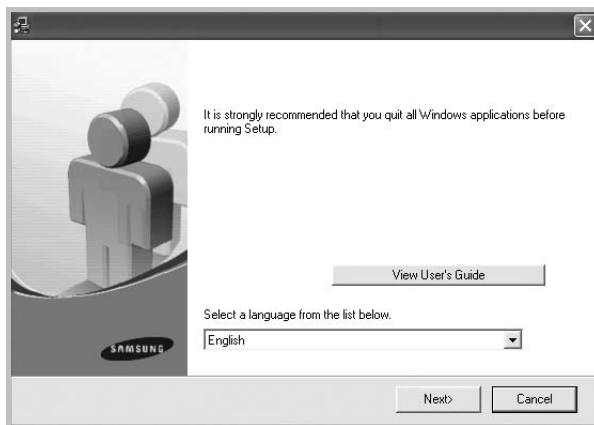 It is strongly recommended that you quit all Windows applications before
running Setup.
View User's Guide
Select a language from the list below.
English
SAMSUNG
Next>
Cancel